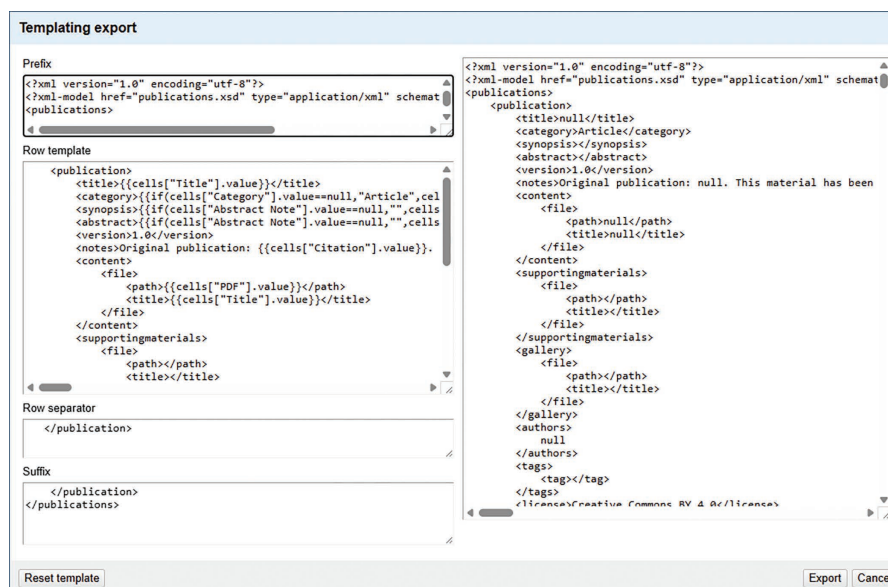 Templating export
Prefix
<?xml version="1.0" encoding="utf-8"?>
<?xml-model href="publications.xsd" type="application/xml" schemat
<publications>
Row template
<publication>
<title>{{cells["Title"].value}}</title>
<category>{{if(cells["Category"].value==null,"Article",cel
<synopsis>{{if(cells["Abstract Note"].value==null,"",cells
<abstract>{{if(cells["Abstract Note"].value==null,"",cells
<version>1.0</version>
<notes>Original publication: {{cells["Citation"].value}}.
<content>
<file>
<path>{{cells["PDF"].value}}</path>
<title>{{cells["Title"].value}}</title>
</file>
</content>
<supportingmaterials>
<file>
<path></path>
<title></title>
Row separator
</publication>
Suffix
</publication>
</publications>
<?xml version="1.0" encoding="utf-8"?>
<?xml-model href="publications.xsd" type="application/xml" schemat
<publications>
<publication>
<title>null</title>
<category>Article</category>
<synopsis></synopsis>
<abstract></abstract>
<version>1.0</version>
<notes>Original publication: null. This material has been
<content>
<file>
<path>null</path>
<title>null</title>
</file>
</content>
<supportingmaterials>
<file>
<path></path>
<title></title>
</file>
</supportingmaterials>
<gallery>
<file>
<path></path>
<title></title>
</file>
</gallery>
<authors>
null
</authors>
<tags>
<tag></tag>
</tags>
<license>Creative Commons BY 4.0</license>
Reset template
Export
Cance